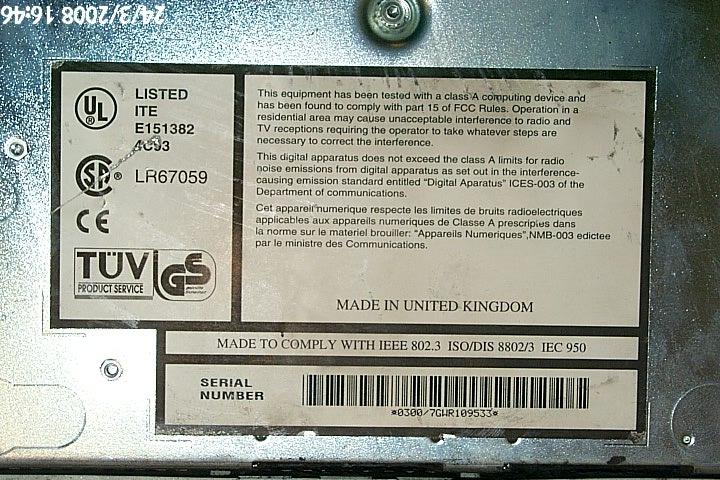 24/3/2008 16:46
UL
LISTED
ITE
E151382
4C93
LR67059
CE
TÜV
PRODUCT SERVICE
GS
This equipment has been tested with a class A computing device and
has been found to comply with part 15 of FCC Rules. Operation in a
residential area may cause unacceptable interference to radio and
TV receptions requiring the operator to take whatever steps are
necessary to correct the interference.
This digital apparatus does not exceed the class A limits for radio
noise emissions from digital apparatus as set out in the interference-
causing emission standard entitled "Digital Aparatus" ICES-003 of the
Department of communications.
Cet appareil numerique respecte les limites de bruits radioelectriques
applicables aux appareils numeriques de Classe A prescripies dans
la norme sur le materiel brouiller: "Appareils Numeriques",NMB-003 edictee
par le ministre des Communications.
MADE IN UNITED KINGDOM
MADE TO COMPLY WITH IEEE 802.3 ISO/DIS 8802/3 IEC 950
SERIAL
NUMBER
*0300/7GWR109533*